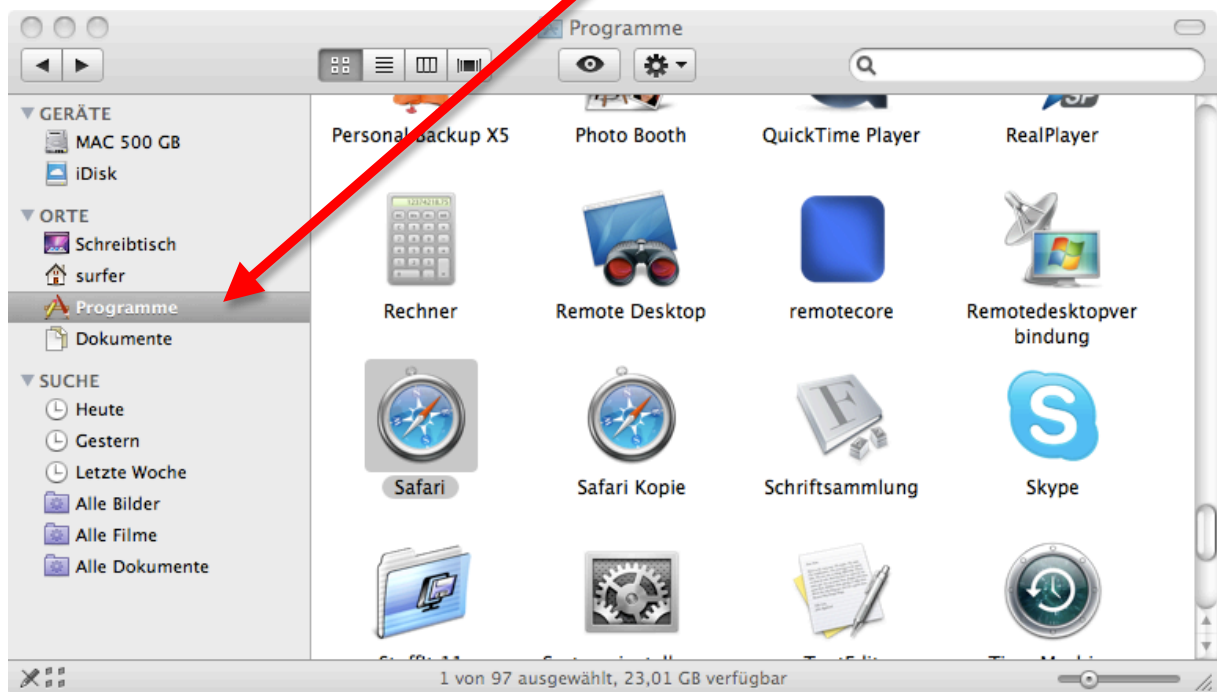 Programme
GERÄTE
MAC 500 GB
iDisk
ORTE
Schreibtisch
surfer
Programme
Dokumente
SUCHE
Heute
Gestern
Letzte Woche
Alle Bilder
Alle Filme
Alle Dokumente
Personal Backup X5
Photo Booth
QuickTime Player
RealPlayer
Rechner
Remote Desktop
remotecore
Remotedesktopver
bindung
Safari
Safari Kopie
Schriftsammlung
Skype
1 von 97 ausgewählt, 23,01 GB verfügbar